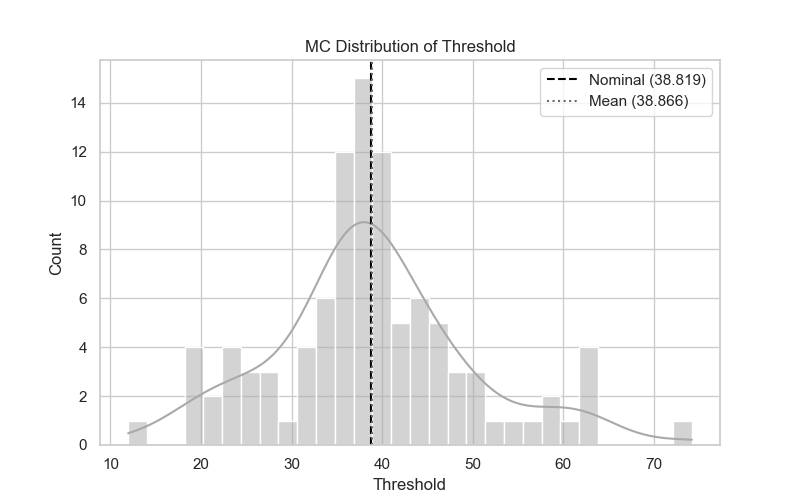 MC Distribution of Threshold
Nominal (38.819)
Mean (38.866)
Count
14
12
10
8
6
4
2
0
10 20 30 40 50 60 70
Threshold